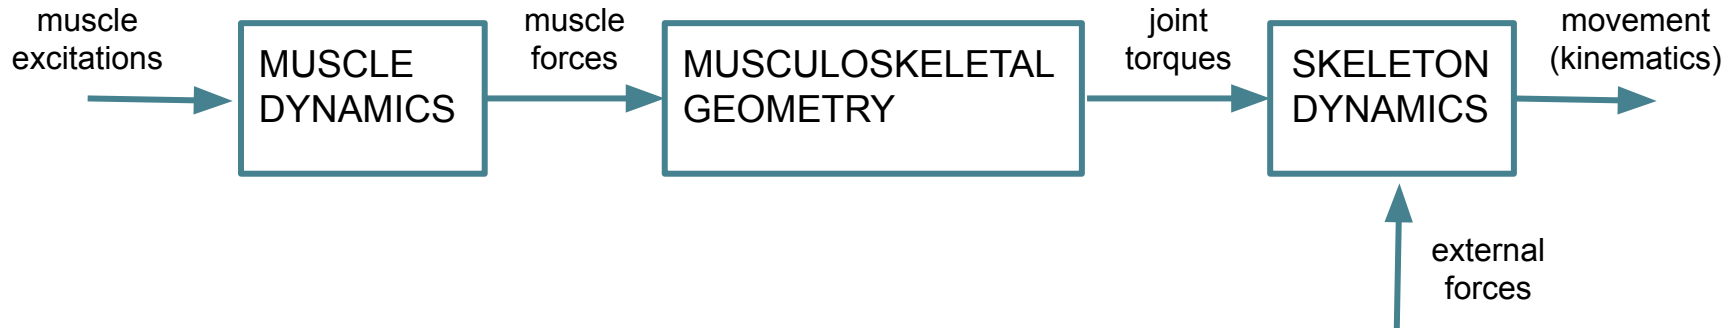 muscle
excitations
MUSCLE
DYNAMICS
muscle
forces
MUSCULOSKELETAL
GEOMETRY
joint
torques
SKELETON
DYNAMICS
movement
(kinematics)
external
forces